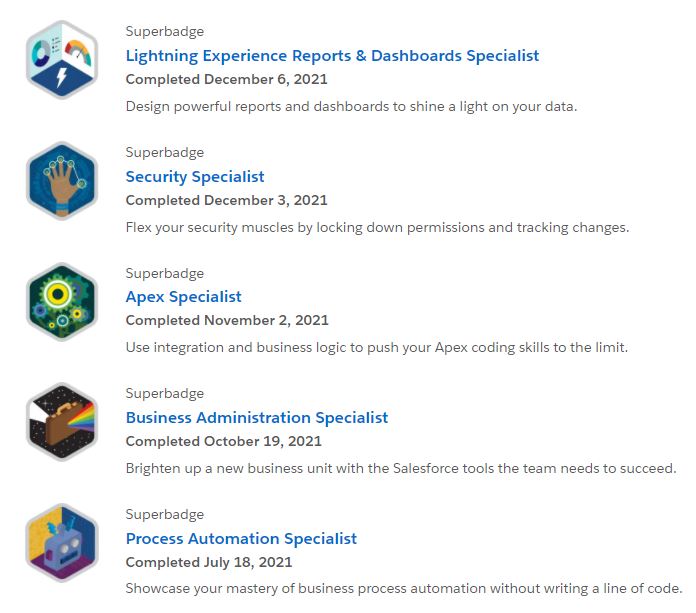 Superbadge
Lightning Experience Reports & Dashboards Specialist
Completed December 6, 2021
Design powerful reports and dashboards to shine a light on your data.
Superbadge
Security Specialist
Completed December 3, 2021
Flex your security muscles by locking down permissions and tracking changes.
Superbadge
Apex Specialist
Completed November 2, 2021
Use integration and business logic to push your Apex coding skills to the limit.
Superbadge
Business Administration Specialist
Completed October 19, 2021
Brighten up a new business unit with the Salesforce tools the team needs to succeed.
Superbadge
Process Automation Specialist
Completed July 18, 2021
Showcase your mastery of business process automation without writing a line of code.